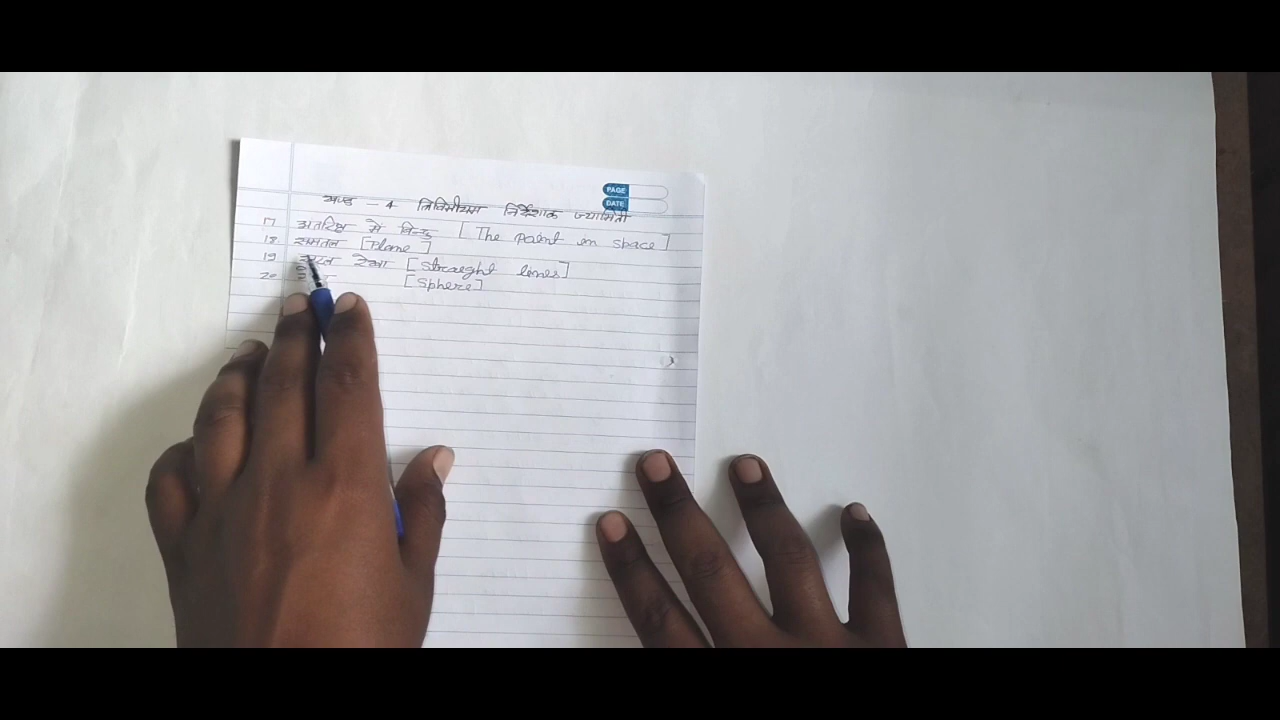 PAGE
DATE
खण्ड - 4 त्रिविमीय निर्देशांक ज्यामिती
17 अंतरिक्ष मे बिन्दु [The point in space]
18 समतल [Plane]
19 सरल रेखा [Straight lines]
20 [Sphere]